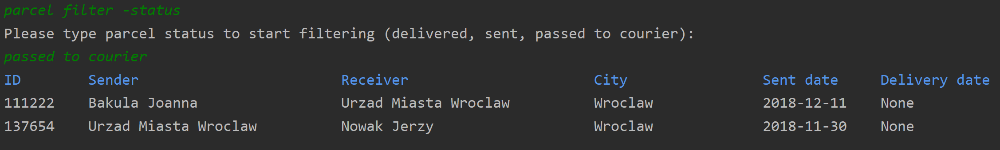 parcel filter -status
Please type parcel status to start filtering (delivered, sent, passed to courier):
passed to courier
ID Sender Receiver City Sent date Delivery date
111222 Bakula Joanna Urzad Miasta Wroclaw Wroclaw 2018-12-11 None
137654 Urzad Miasta Wroclaw Nowak Jerzy Wroclaw 2018-11-30 None